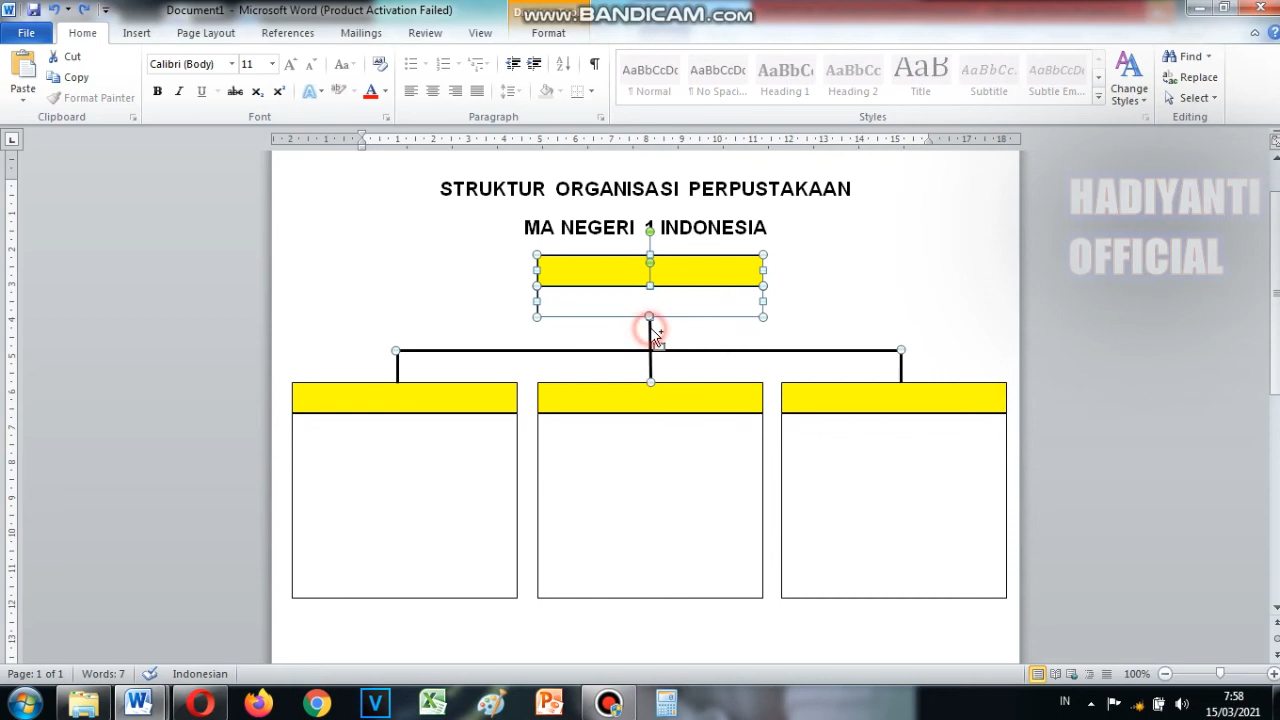 Document1 - Microsoft Word (Product Activation Failed)
www.BANDICAM.com
File Home Insert Page Layout References Mailings Review View Format
Paste
Cut
Copy
Format Painter
Clipboard
Calibri (Body) 11
Font
Paragraph
AaBbCcDc AaBbCcDc AaBbC AaBbCc AaB AaBbCcDc AaBbCcDc
¶ Normal ¶ No Spaci... Heading 1 Heading 2 Title Subtitle Subtle Em...
Styles
Change Styles
Find
Replace
Select
Editing
STRUKTUR ORGANISASI PERPUSTAKAAN
MA NEGERI 1 INDONESIA
HADIYANTI
OFFICIAL
Page: 1 of 1 Words: 7 Indonesian 100%
IN 7:58
15/03/2021